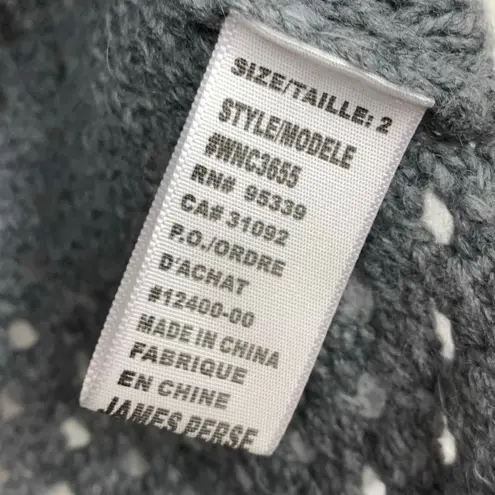 SIZE/TAILLE: 2
STYLE/MODELE
#WNC3655
RN# 95339
CA# 31092
P.O./ORDRE
D'ACHAT
#12400-00
MADE IN CHINA
FABRIQUE
EN CHINE
JAMES PERSE